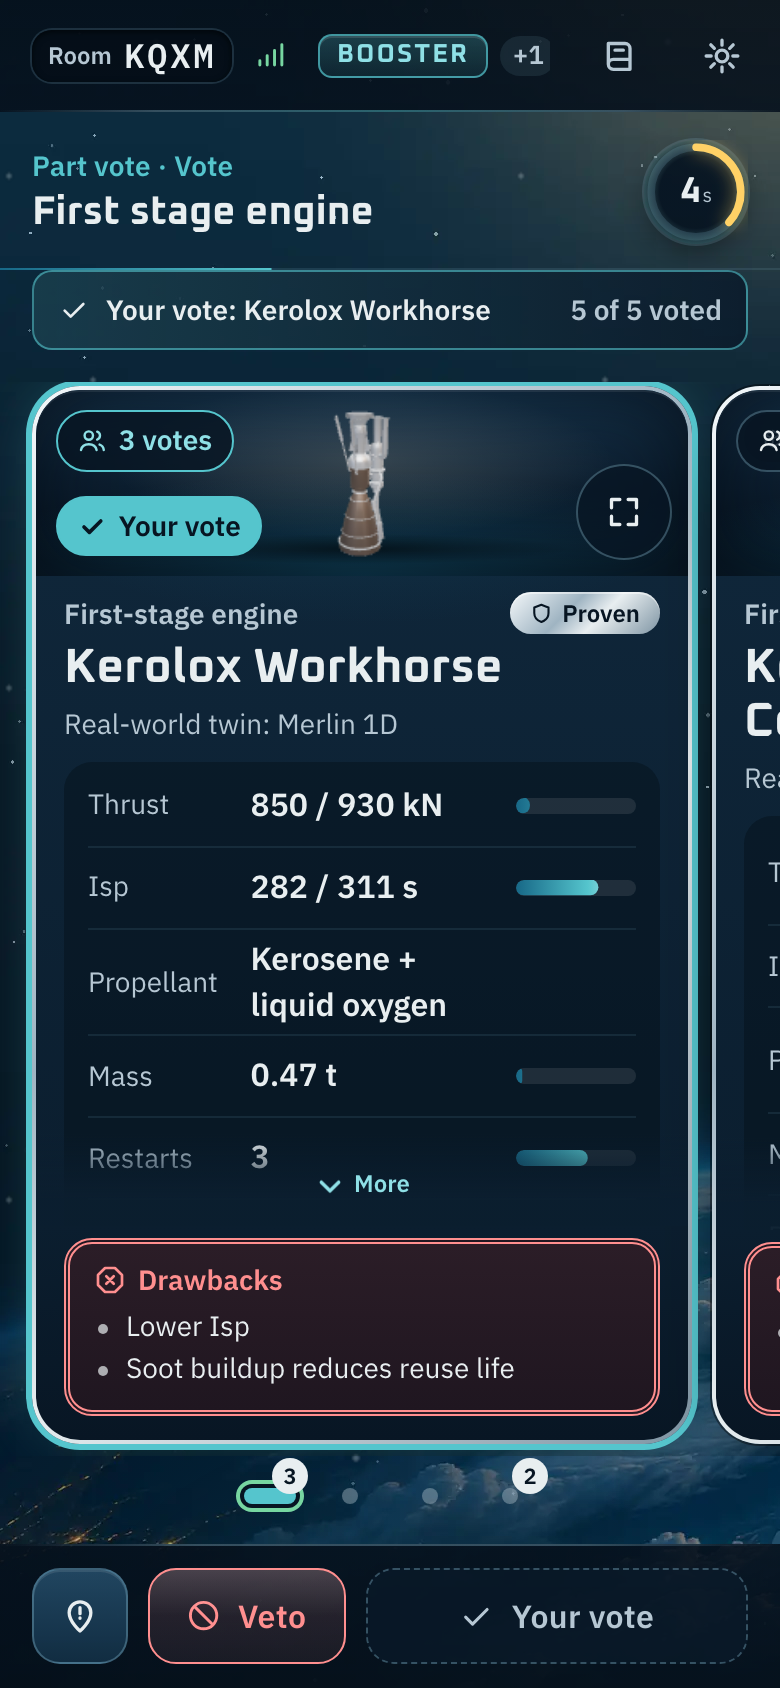 Room KQXM
BOOSTER
+1
Part vote · Vote
First stage engine
4s
Your vote: Kerolox Workhorse
5 of 5 voted
3 votes
Your vote
First-stage engine
Proven
Kerolox Workhorse
Real-world twin: Merlin 1D
Thrust 850 / 930 kN
Isp 282 / 311 s
Propellant Kerosene +
liquid oxygen
Mass 0.47 t
Restarts 3
More
Drawbacks
Lower Isp
Soot buildup reduces reuse life
3
2
Veto
Your vote